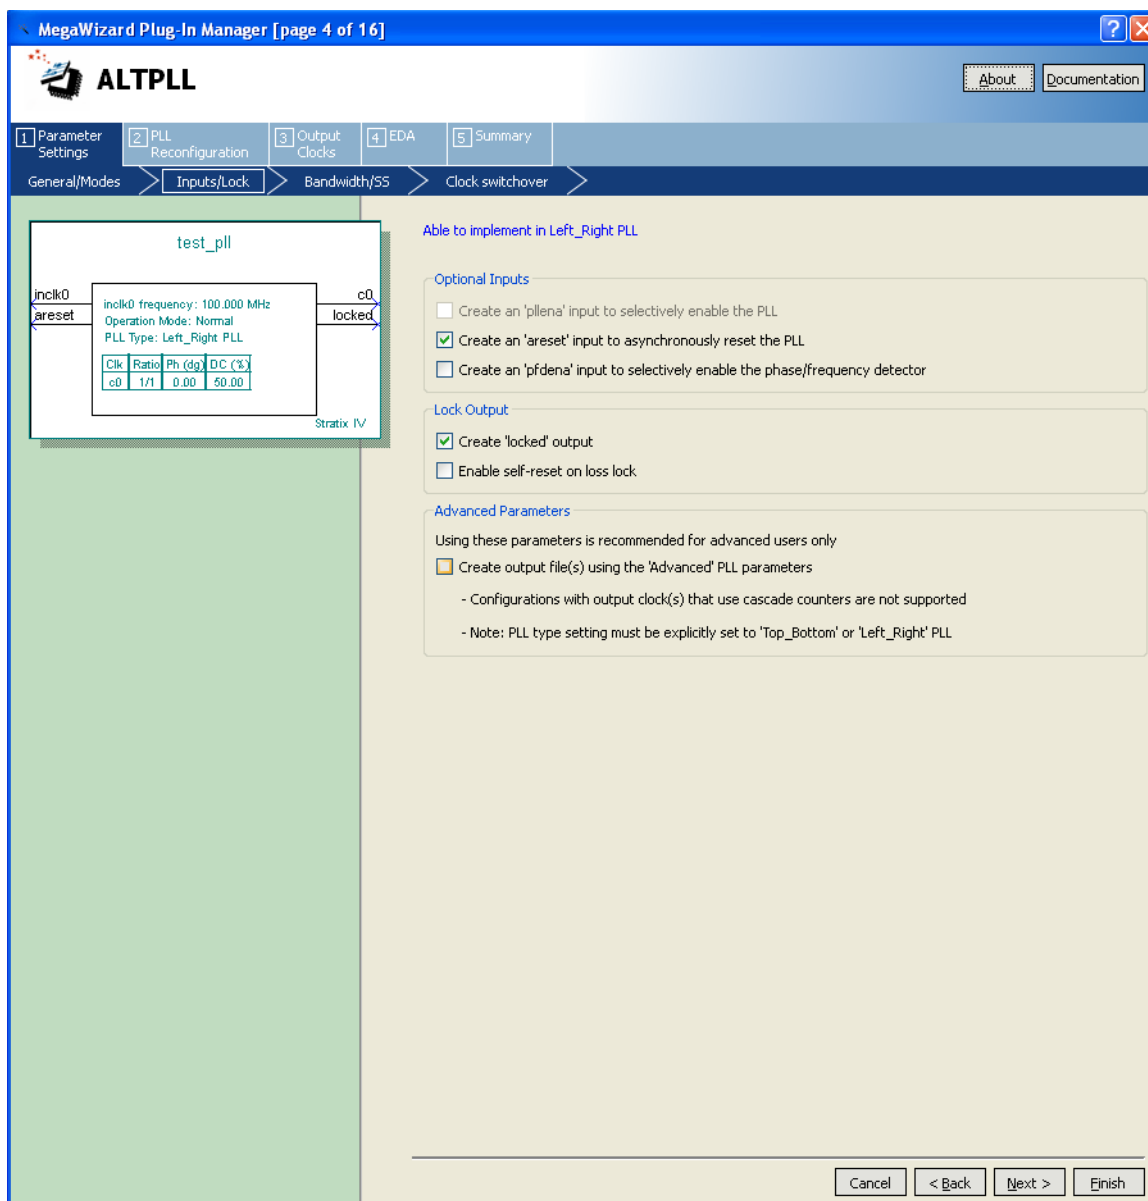 MegaWizard Plug-In Manager [page 4 of 16]
?
ALTPLL
About
Documentation
1 Parameter Settings
2 PLL Reconfiguration
3 Output Clocks
4 EDA
5 Summary
General/Modes
Inputs/Lock
Bandwidth/SS
Clock switchover
test_pll
inclk0
areset
c0
locked
inclk0 frequency: 100.000 MHz
Operation Mode: Normal
PLL Type: Left_Right PLL
Clk Ratio Ph (dg) DC (%)
c0 1/1 0.00 50.00
Stratix IV
Able to implement in Left_Right PLL
Optional Inputs
Create an 'pllena' input to selectively enable the PLL
Create an 'areset' input to asynchronously reset the PLL
Create an 'pfdena' input to selectively enable the phase/frequency detector
Lock Output
Create 'locked' output
Enable self-reset on loss lock
Advanced Parameters
Using these parameters is recommended for advanced users only
Create output file(s) using the 'Advanced' PLL parameters
- Configurations with output clock(s) that use cascade counters are not supported
- Note: PLL type setting must be explicitly set to 'Top_Bottom' or 'Left_Right' PLL
Cancel
< Back
Next >
Finish